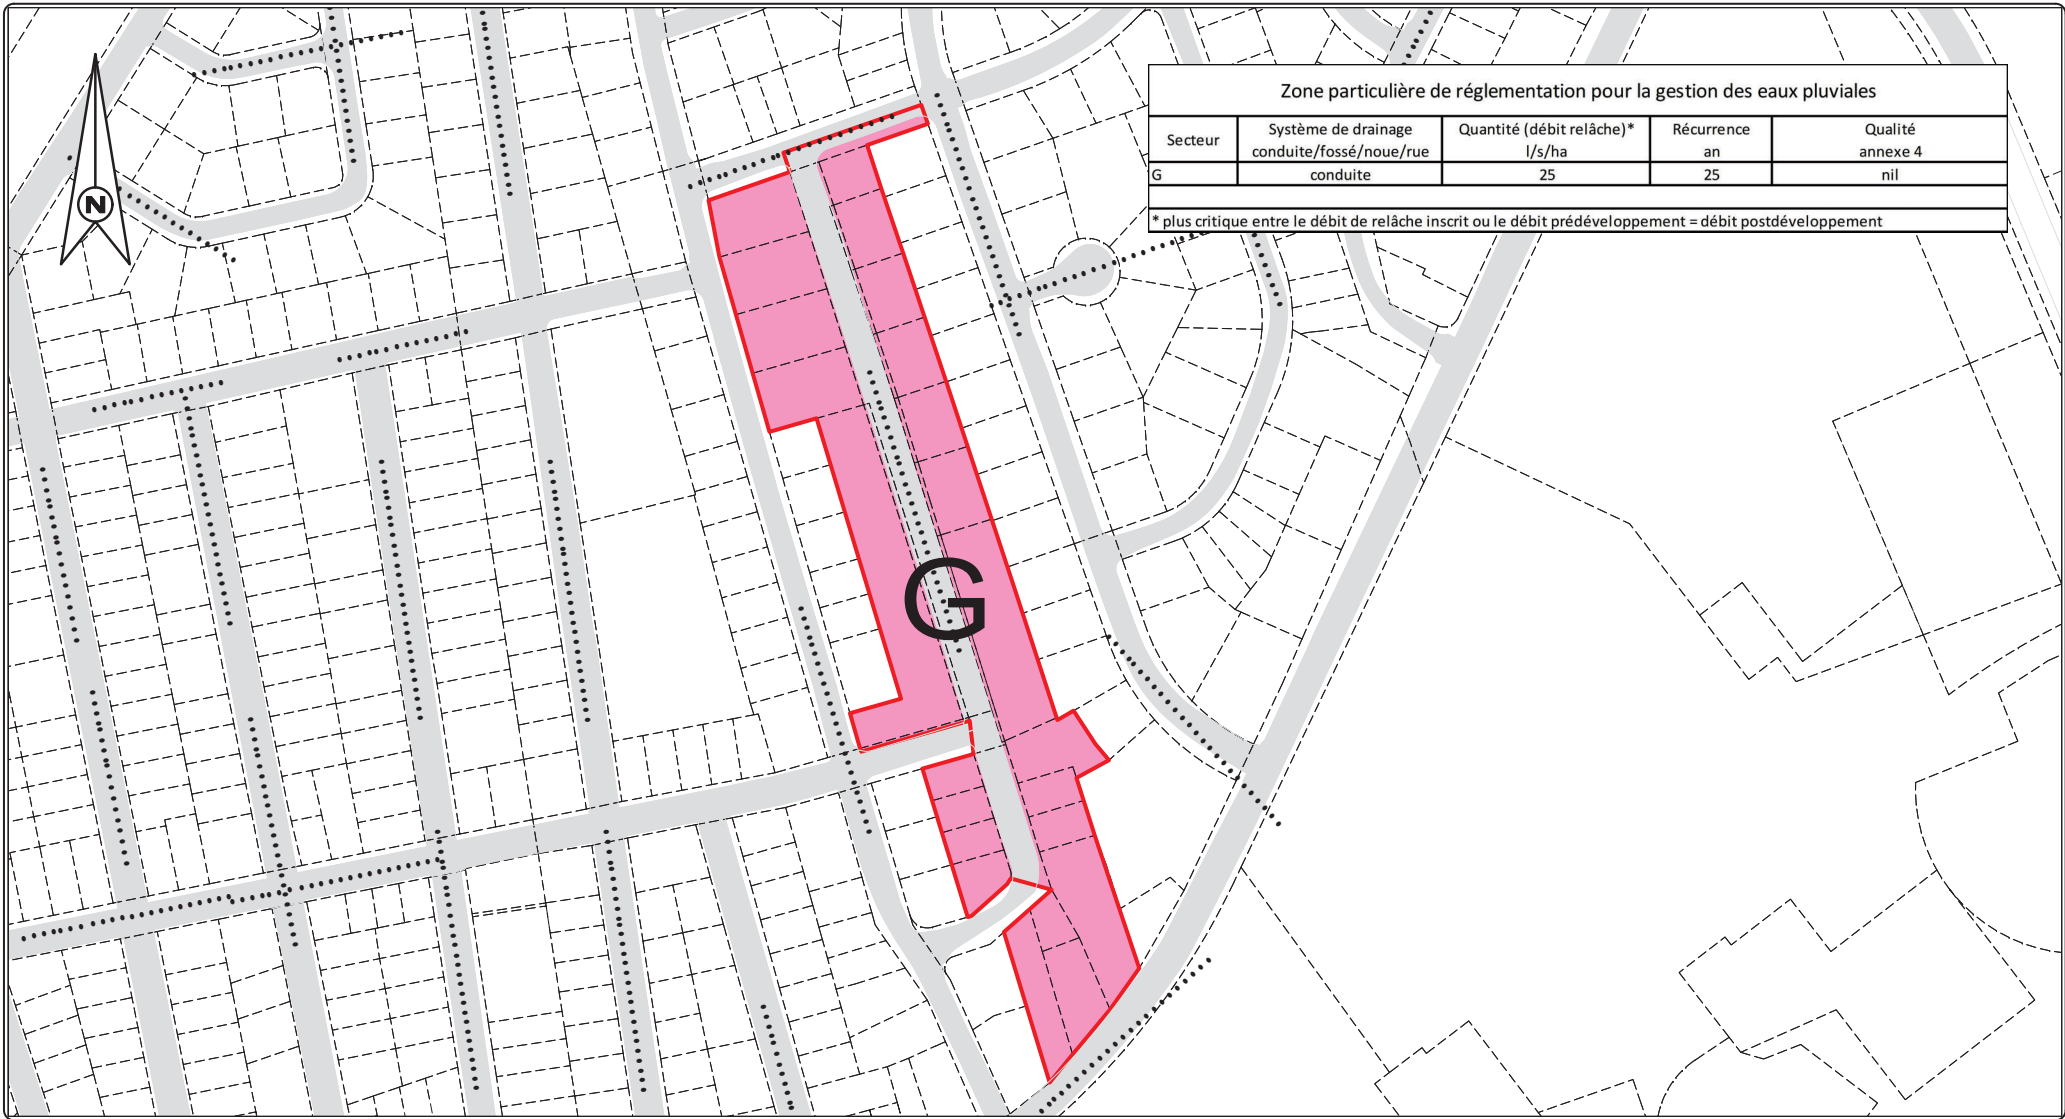 Zone particulière de réglementation pour la gestion des eaux pluviales
Secteur
Système de drainage
conduite/fossé/noue/rue
Quantité (débit relâche)*
l/s/ha
Récurrence
an
Qualité
annexe 4
G conduite 25 25 nil
* plus critique entre le débit de relâche inscrit ou le débit prédéveloppement = débit postdéveloppement
N
G